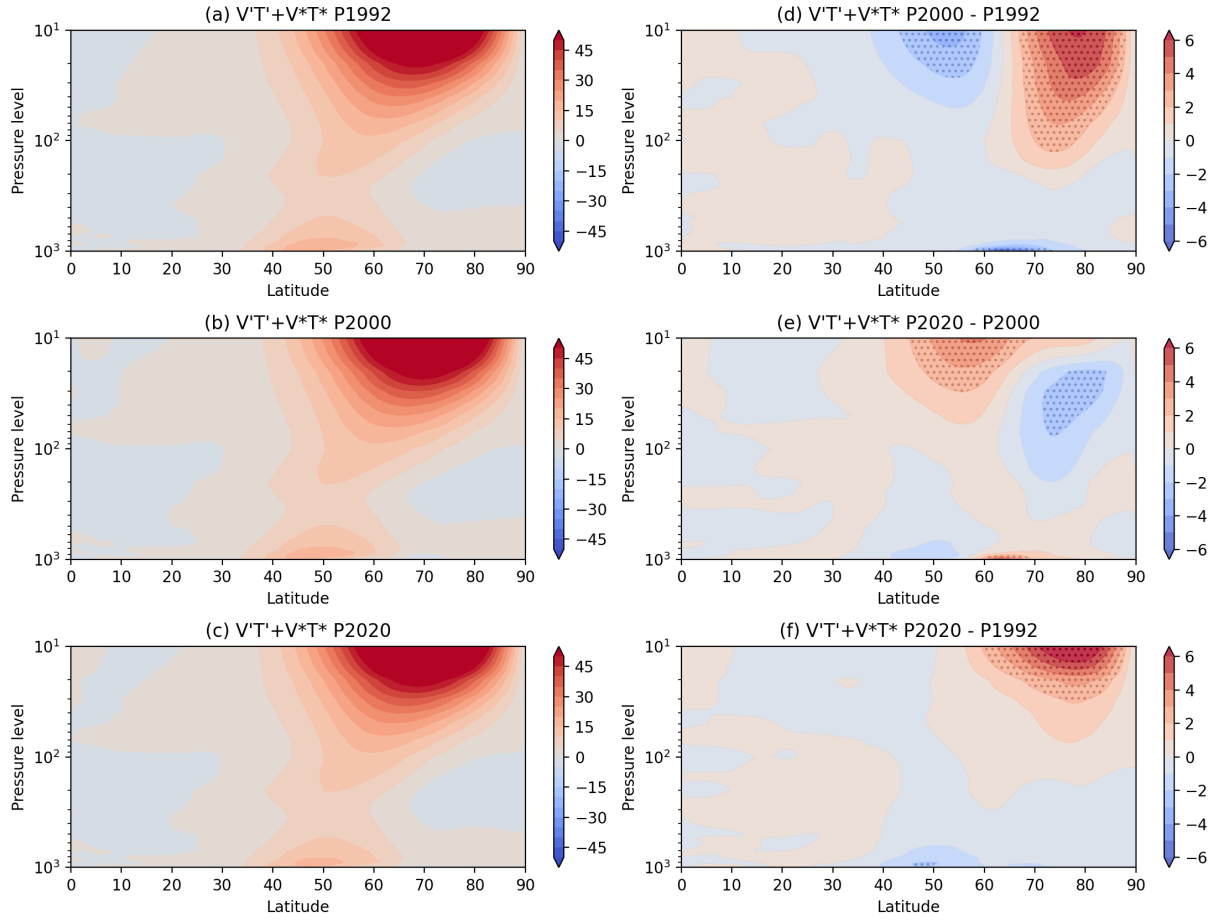 (a) V'T'+V*T* P1992
10¹
10²
10³
Pressure level
0 10 20 30 40 50 60 70 80 90
Latitude
45
30
15
0
−15
−30
−45
(d) V'T'+V*T* P2000 - P1992
10¹
10²
10³
Pressure level
0 10 20 30 40 50 60 70 80 90
Latitude
6
4
2
0
−2
−4
−6
(b) V'T'+V*T* P2000
10¹
10²
10³
Pressure level
0 10 20 30 40 50 60 70 80 90
Latitude
45
30
15
0
−15
−30
−45
(e) V'T'+V*T* P2020 - P2000
10¹
10²
10³
Pressure level
0 10 20 30 40 50 60 70 80 90
Latitude
6
4
2
0
−2
−4
−6
(c) V'T'+V*T* P2020
10¹
10²
10³
Pressure level
0 10 20 30 40 50 60 70 80 90
Latitude
45
30
15
0
−15
−30
−45
(f) V'T'+V*T* P2020 - P1992
10¹
10²
10³
Pressure level
0 10 20 30 40 50 60 70 80 90
Latitude
6
4
2
0
−2
−4
−6